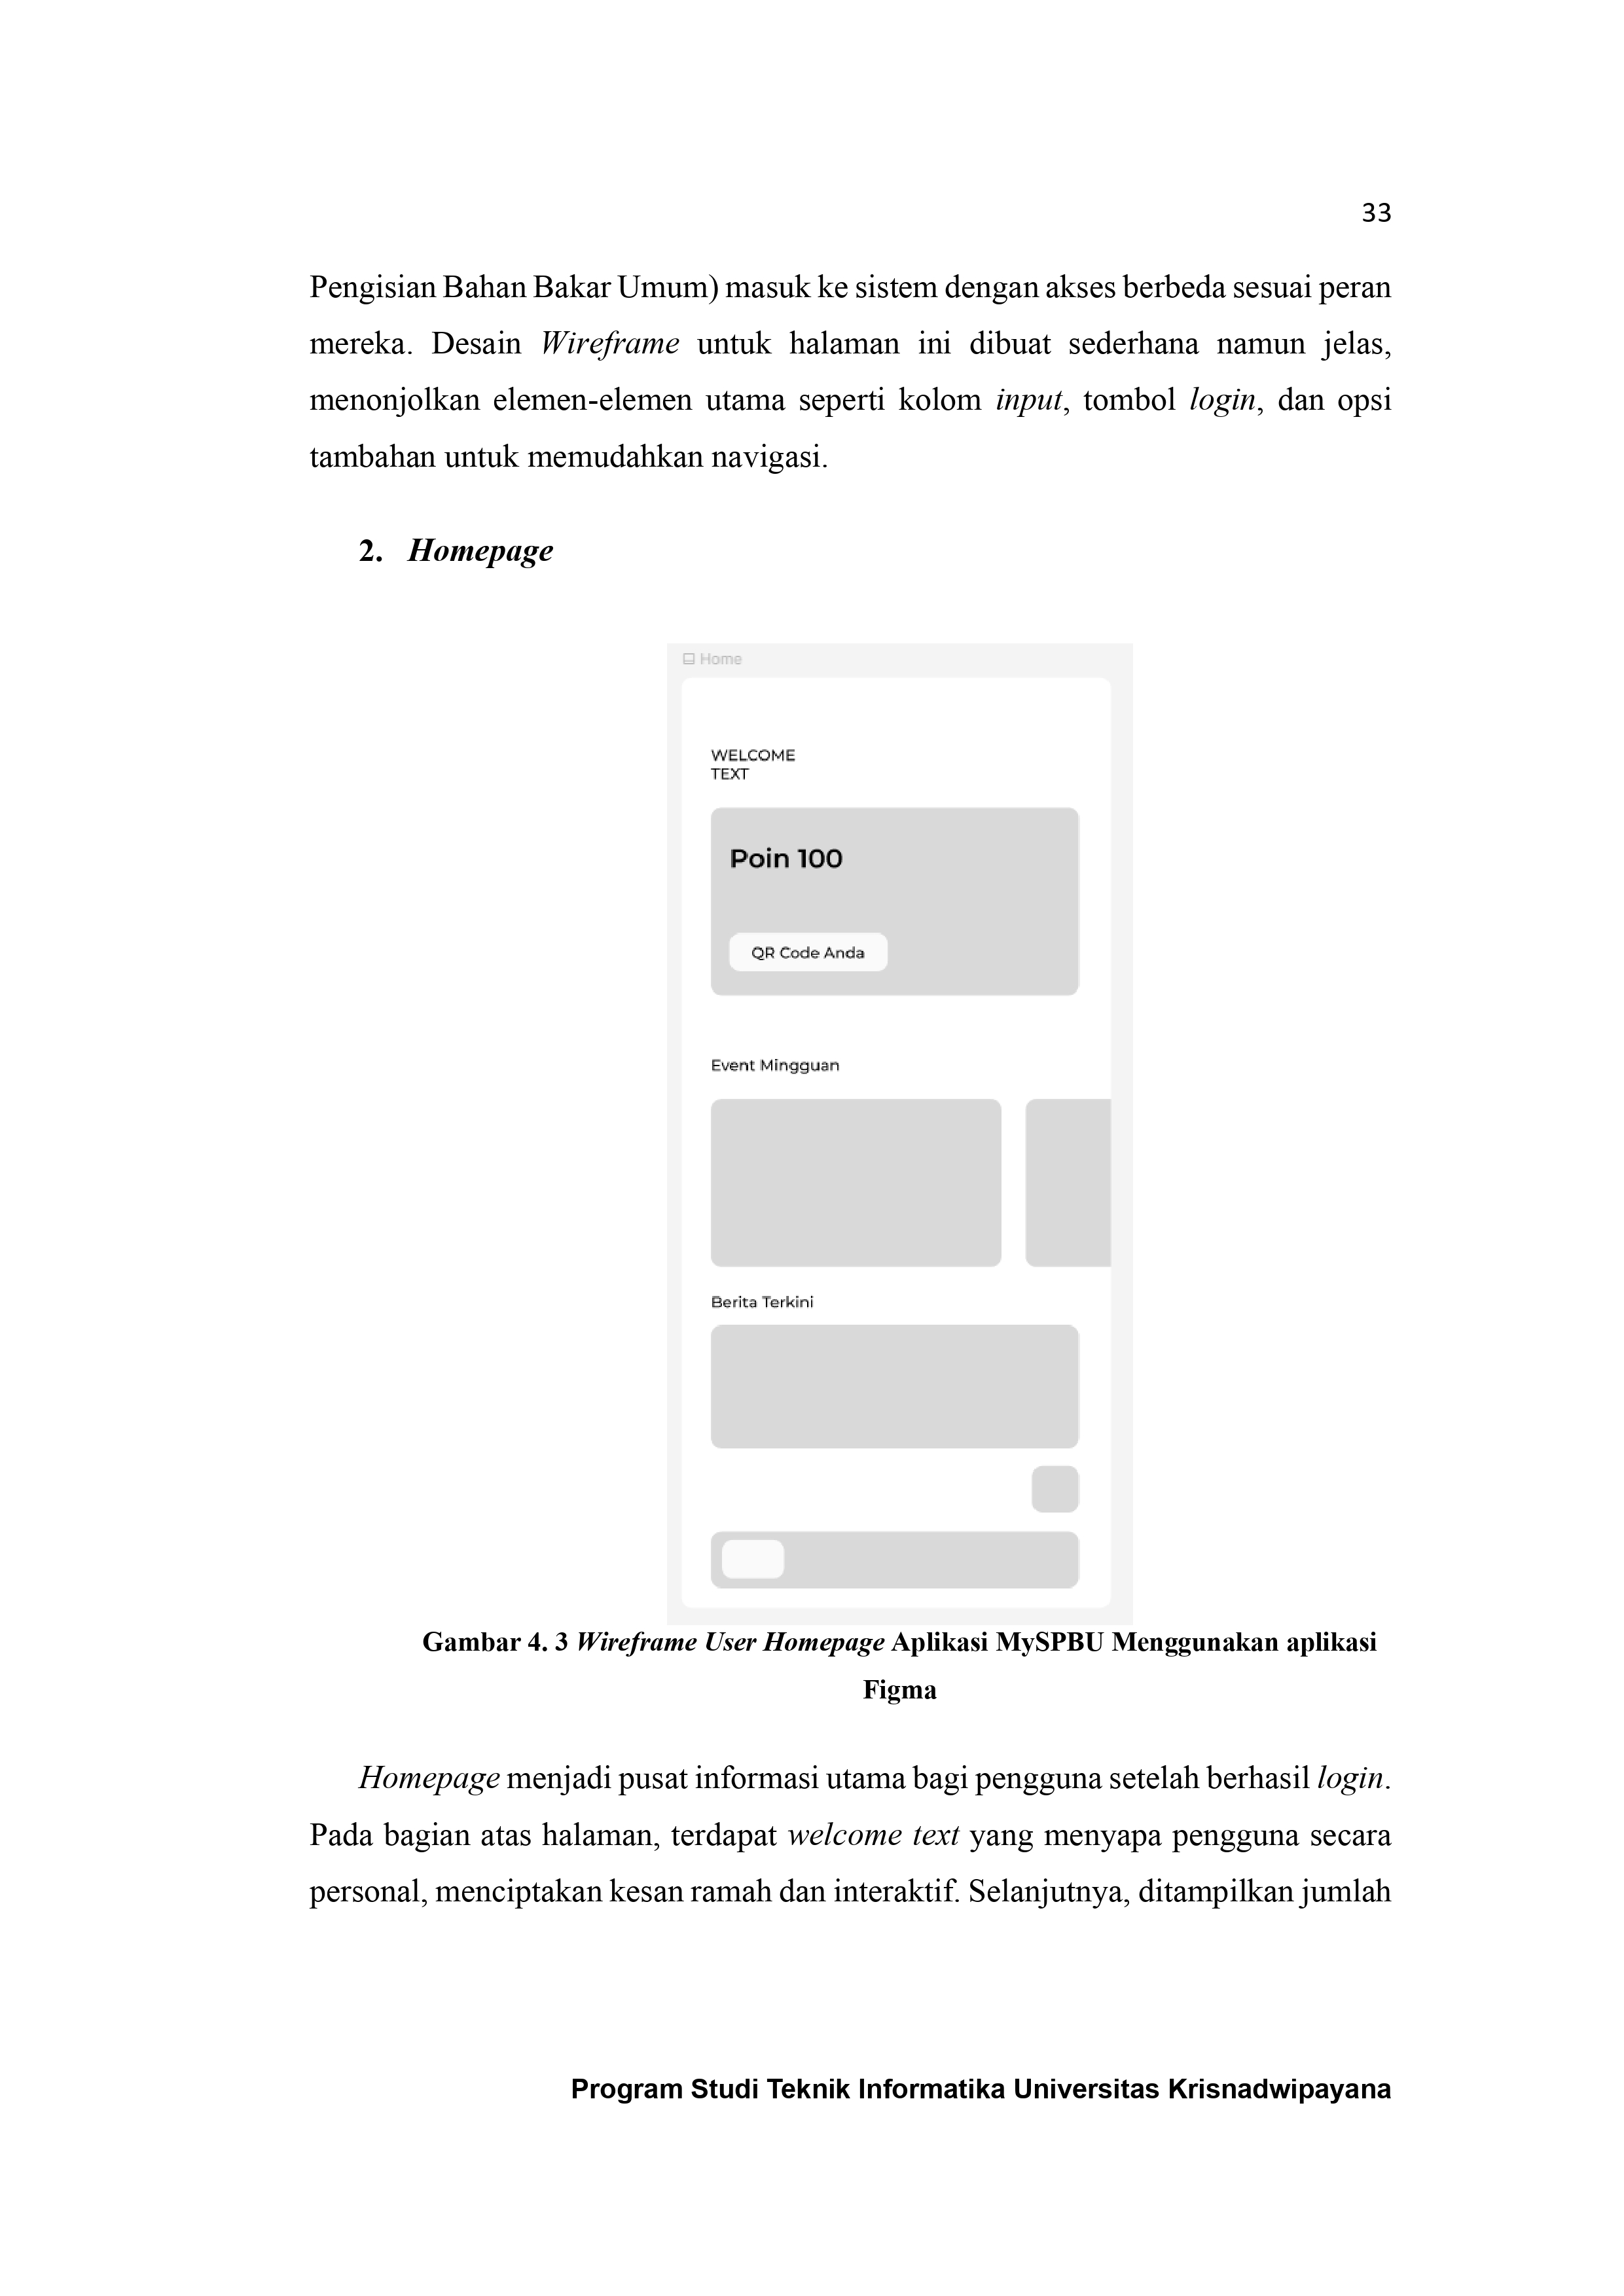 33
Pengisian Bahan Bakar Umum) masuk ke sistem dengan akses berbeda sesuai peran
mereka. Desain Wireframe untuk halaman ini dibuat sederhana namun jelas,
menonjolkan elemen-elemen utama seperti kolom input, tombol login, dan opsi
tambahan untuk memudahkan navigasi.
2. Homepage
Home
WELCOME
TEXT
Poin 100
QR Code Anda
Event Mingguan
Berita Terkini
Gambar 4. 3 Wireframe User Homepage Aplikasi MySPBU Menggunakan aplikasi
Figma
Homepage menjadi pusat informasi utama bagi pengguna setelah berhasil login.
Pada bagian atas halaman, terdapat welcome text yang menyapa pengguna secara
personal, menciptakan kesan ramah dan interaktif. Selanjutnya, ditampilkan jumlah
Program Studi Teknik Informatika Universitas Krisnadwipayana